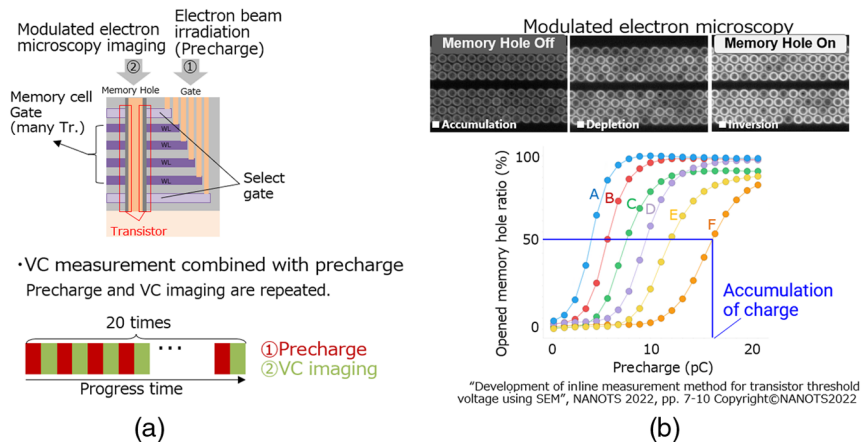 Modulated electron
microscopy imaging
Electron beam
irradiation
(Precharge)
②
①
Memory Hole
Gate
Memory cell
Gate
(many Tr.)
WL
WL
WL
WL
Select
gate
Transistor
・VC measurement combined with precharge
Precharge and VC imaging are repeated.
20 times
①Precharge
②VC imaging
Progress time
(a)
Modulated electron microscopy
Memory Hole Off
Memory Hole On
■Accumulation
■Depletion
■Inversion
Opened memory hole ratio (%)
100
50
0
A
B
C
D
E
F
Accumulation
of charge
0
10
20
Precharge (pC)
“Development of inline measurement method for transistor threshold
voltage using SEM”, NANOTS 2022, pp. 7-10 Copyright©NANOTS2022
(b)